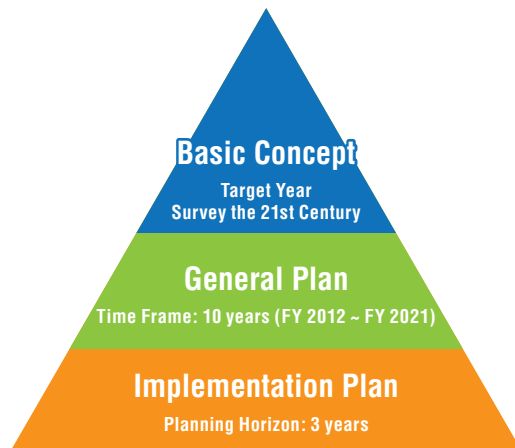 Basic Concept
Target Year
Survey the 21st Century
General Plan
Time Frame: 10 years (FY 2012 ~ FY 2021)
Implementation Plan
Planning Horizon: 3 years